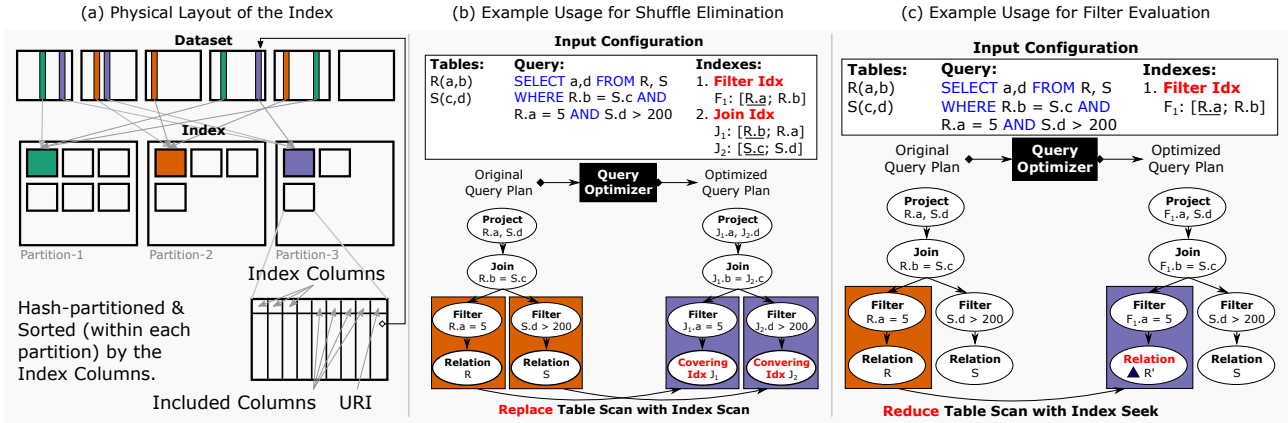 (a) Physical Layout of the Index
Dataset
Index
Partition-1
Partition-2
Partition-3
Index Columns
Hash-partitioned &
Sorted (within each
partition) by the
Index Columns.
Included Columns
URI
(b) Example Usage for Shuffle Elimination
Input Configuration
Tables:
R(a,b)
S(c,d)
Query:
SELECT a,d FROM R, S
WHERE R.b = S.c AND
R.a = 5 AND S.d > 200
Indexes:
1. Filter Idx
F₁: [R.a; R.b]
2. Join Idx
J₁: [R.b; R.a]
J₂: [S.c; S.d]
Original
Query Plan
Query
Optimizer
Optimized
Query Plan
Project
R.a, S.d
Join
R.b = S.c
Filter
R.a = 5
Filter
S.d > 200
Relation
R
Relation
S
Project
J₁.a, J₂.d
Join
J₁.b = J₂.c
Filter
J₁.a = 5
Filter
J₂.d > 200
Covering
Idx J₁
Convering
Idx J₂
Replace Table Scan with Index Scan
(c) Example Usage for Filter Evaluation
Input Configuration
Tables:
R(a,b)
S(c,d)
Query:
SELECT a,d FROM R, S
WHERE R.b = S.c AND
R.a = 5 AND S.d > 200
Indexes:
1. Filter Idx
F₁: [R.a; R.b]
Original
Query Plan
Query
Optimizer
Optimized
Query Plan
Project
R.a, S.d
Join
R.b = S.c
Filter
R.a = 5
Filter
S.d > 200
Relation
R
Relation
S
Project
F₁.a, S.d
Join
F₁.b = S.c
Filter
F₁.a = 5
Filter
S.d > 200
Relation
R'
Relation
S
Reduce Table Scan with Index Seek